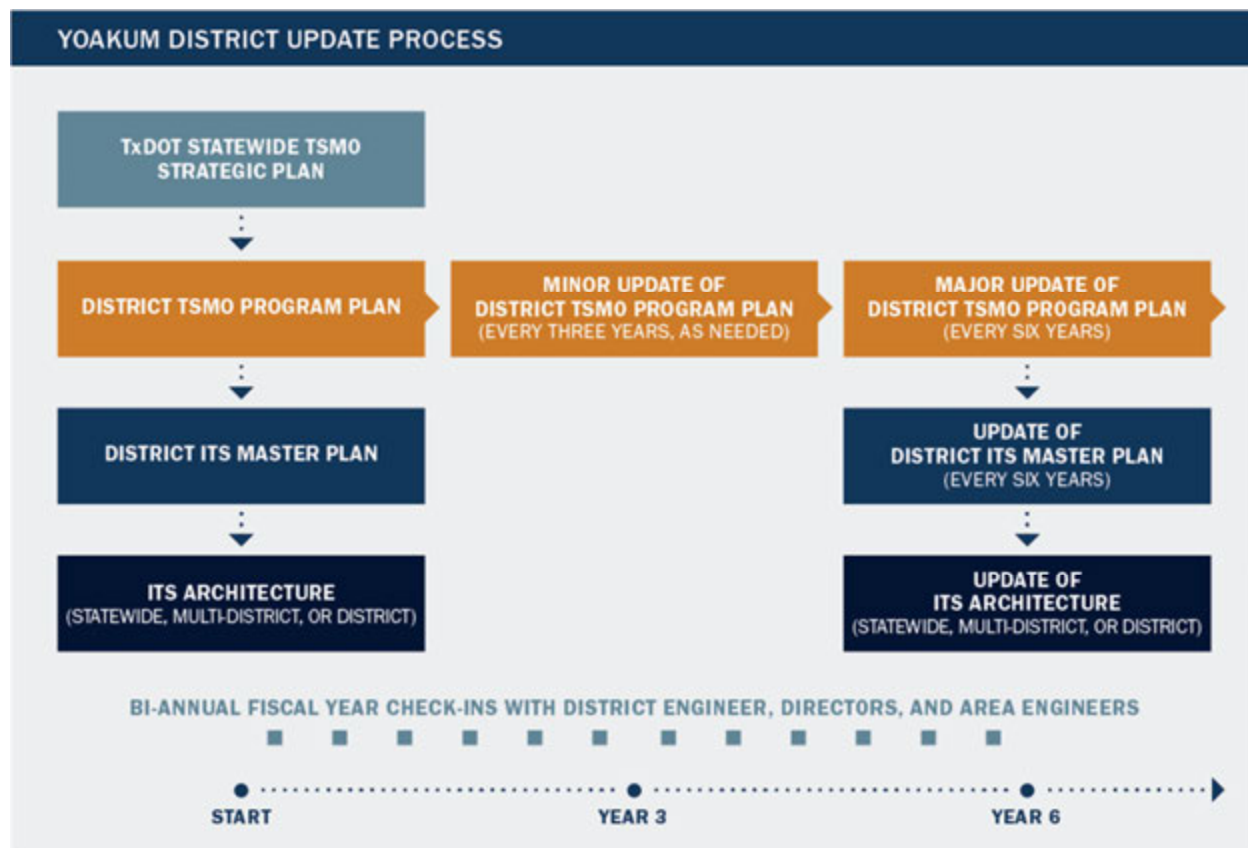 YOAKUM DISTRICT UPDATE PROCESS
TxDOT STATEWIDE TSMO
STRATEGIC PLAN
DISTRICT TSMO PROGRAM PLAN
MINOR UPDATE OF
DISTRICT TSMO PROGRAM PLAN
(EVERY THREE YEARS, AS NEEDED)
MAJOR UPDATE OF
DISTRICT TSMO PROGRAM PLAN
(EVERY SIX YEARS)
DISTRICT ITS MASTER PLAN
UPDATE OF
DISTRICT ITS MASTER PLAN
(EVERY SIX YEARS)
ITS ARCHITECTURE
(STATEWIDE, MULTI-DISTRICT, OR DISTRICT)
UPDATE OF
ITS ARCHITECTURE
(STATEWIDE, MULTI-DISTRICT, OR DISTRICT)
BI-ANNUAL FISCAL YEAR CHECK-INS WITH DISTRICT ENGINEER, DIRECTORS, AND AREA ENGINEERS
START
YEAR 3
YEAR 6